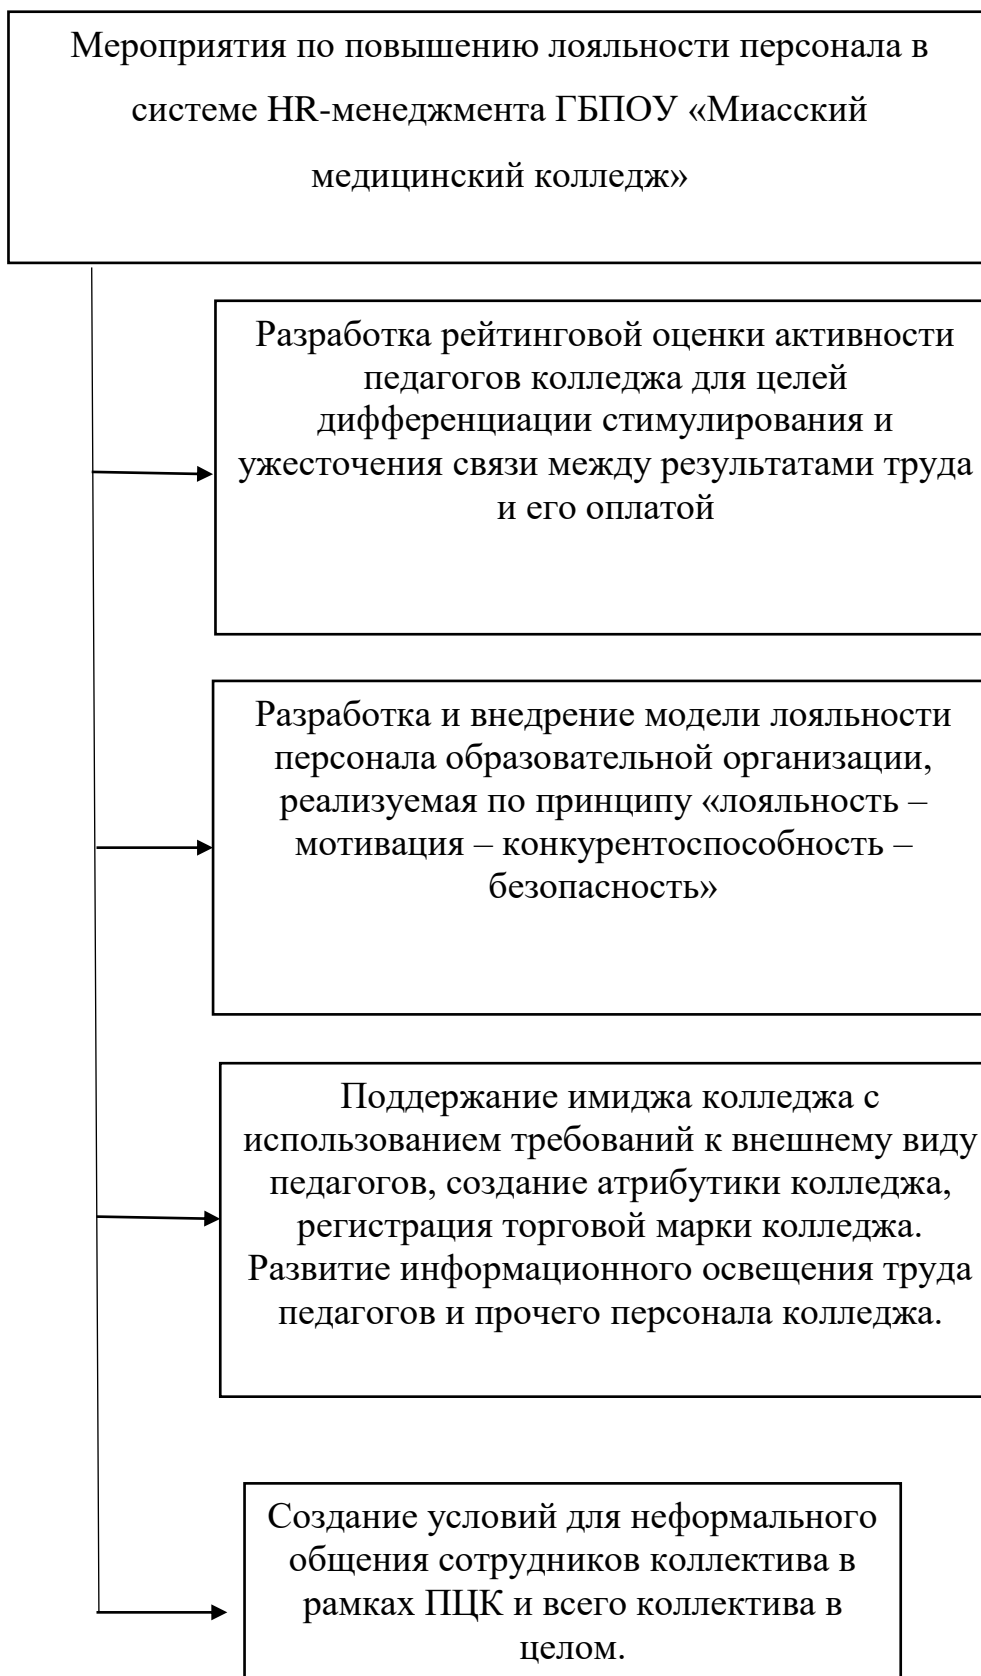 Мероприятия по повышению лояльности персонала в
системе HR-менеджмента ГБПОУ «Миасский
медицинский колледж»
Разработка рейтинговой оценки активности
педагогов колледжа для целей
дифференциации стимулирования и
ужесточения связи между результатами труда
и его оплатой
Разработка и внедрение модели лояльности
персонала образовательной организации,
реализуемая по принципу «лояльность –
мотивация – конкурентоспособность –
безопасность»
Поддержание имиджа колледжа с
использованием требований к внешнему виду
педагогов, создание атрибутики колледжа,
регистрация торговой марки колледжа.
Развитие информационного освещения труда
педагогов и прочего персонала колледжа.
Создание условий для неформального
общения сотрудников коллектива в
рамках ПЦК и всего коллектива в
целом.